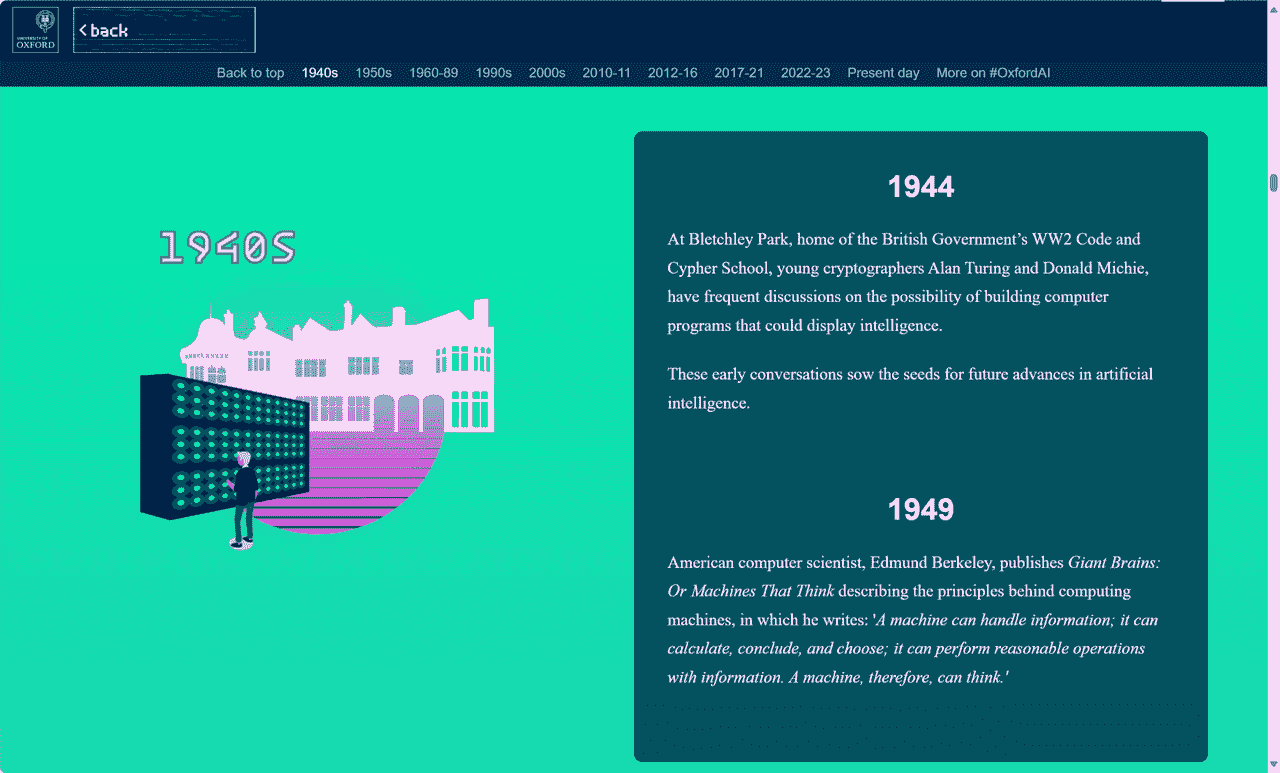 UNIVERSITY OF
OXFORD
back
Back to top 1940s 1950s 1960-89 1990s 2000s 2010-11 2012-16 2017-21 2022-23 Present day More on #OxfordAI
1940S
1944
At Bletchley Park, home of the British Government’s WW2 Code and
Cypher School, young cryptographers Alan Turing and Donald Michie,
have frequent discussions on the possibility of building computer
programs that could display intelligence.
These early conversations sow the seeds for future advances in artificial
intelligence.
1949
American computer scientist, Edmund Berkeley, publishes Giant Brains:
Or Machines That Think describing the principles behind computing
machines, in which he writes: 'A machine can handle information; it can
calculate, conclude, and choose; it can perform reasonable operations
with information. A machine, therefore, can think.'